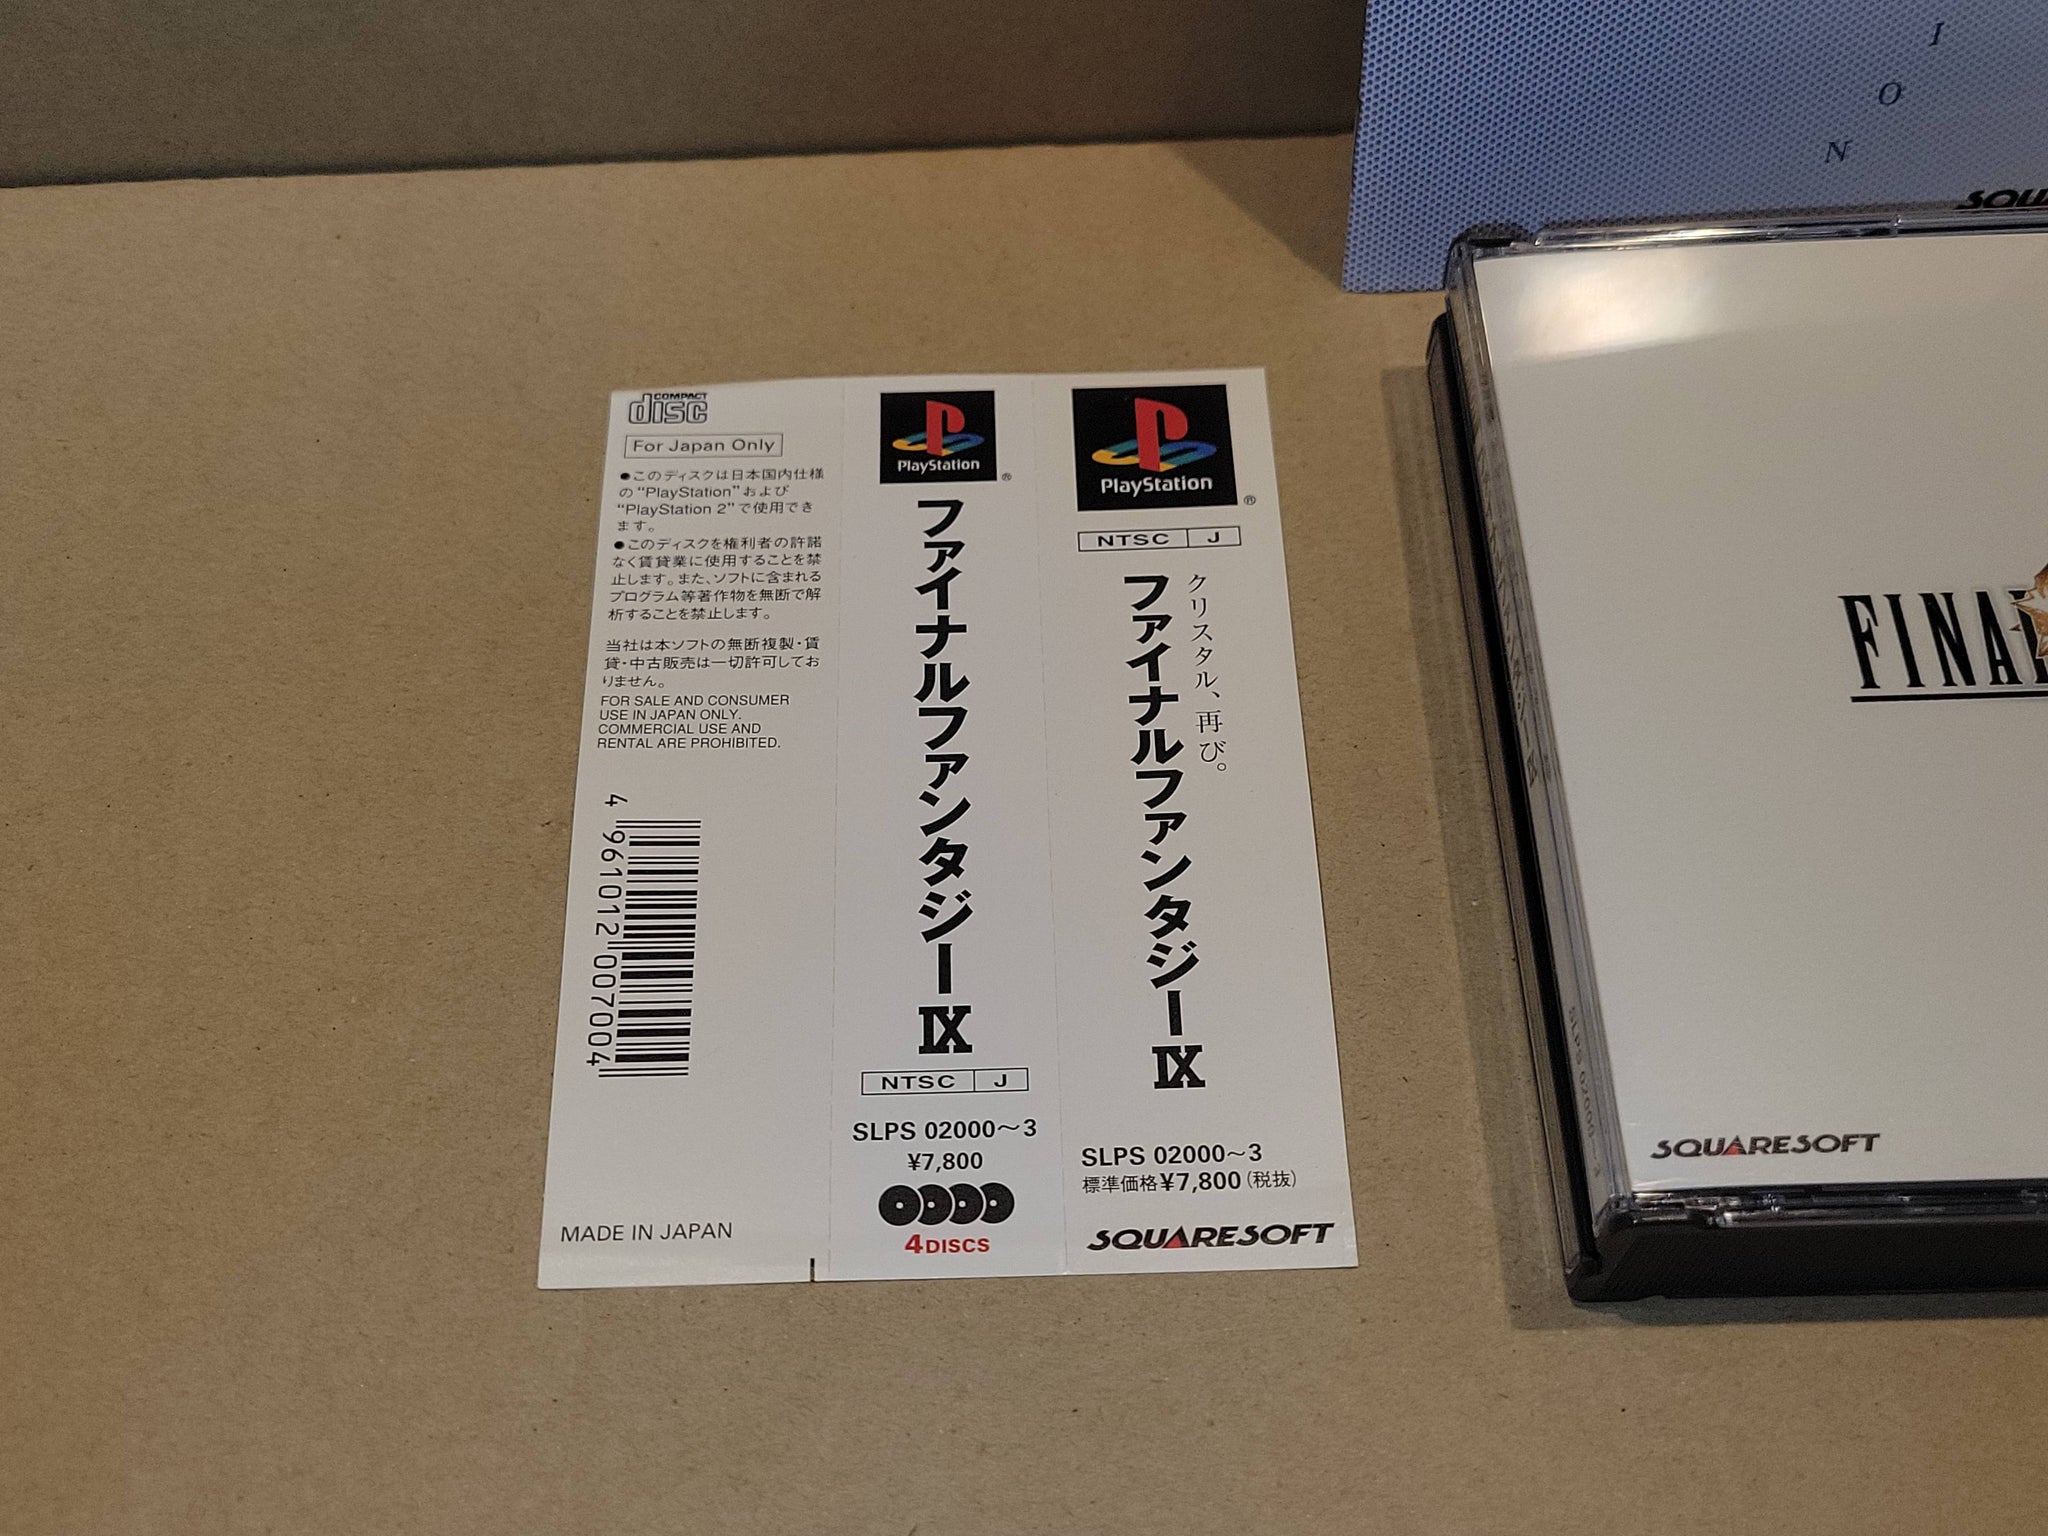 COMPACT
disc
For Japan Only
●このディスクは日本国内仕様
の“PlayStation”および
“PlayStation 2”で使用でき
ます。
●このディスクを権利者の許諾
なく賃貸業に使用することを禁
止します。また、ソフトに含まれる
プログラム等著作物を無断で解
析することを禁止します。
当社は本ソフトの無断複製・賃
貸・中古販売は一切許可してお
りません。
FOR SALE AND CONSUMER
USE IN JAPAN ONLY.
COMMERCIAL USE AND
RENTAL ARE PROHIBITED.
4 961012 007004
MADE IN JAPAN
PlayStation
®
ファイナルファンタジーⅨ
NTSC J
SLPS 02000〜3
¥7,800
4DISCS
PlayStation
®
NTSC J
クリスタル、再び。
ファイナルファンタジーⅨ
SLPS 02000〜3
標準価格¥7,800(税抜)
SQUARESOFT
I
O
N
SQUA
FINAL
SLPS 02000〜3
SQUARESOFT